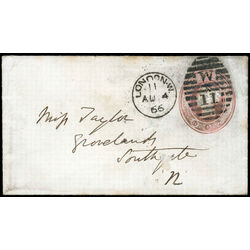 LONDON·W
11
AU 4
66
W
11
Miss Taylor
Grovelands
Southgate
N